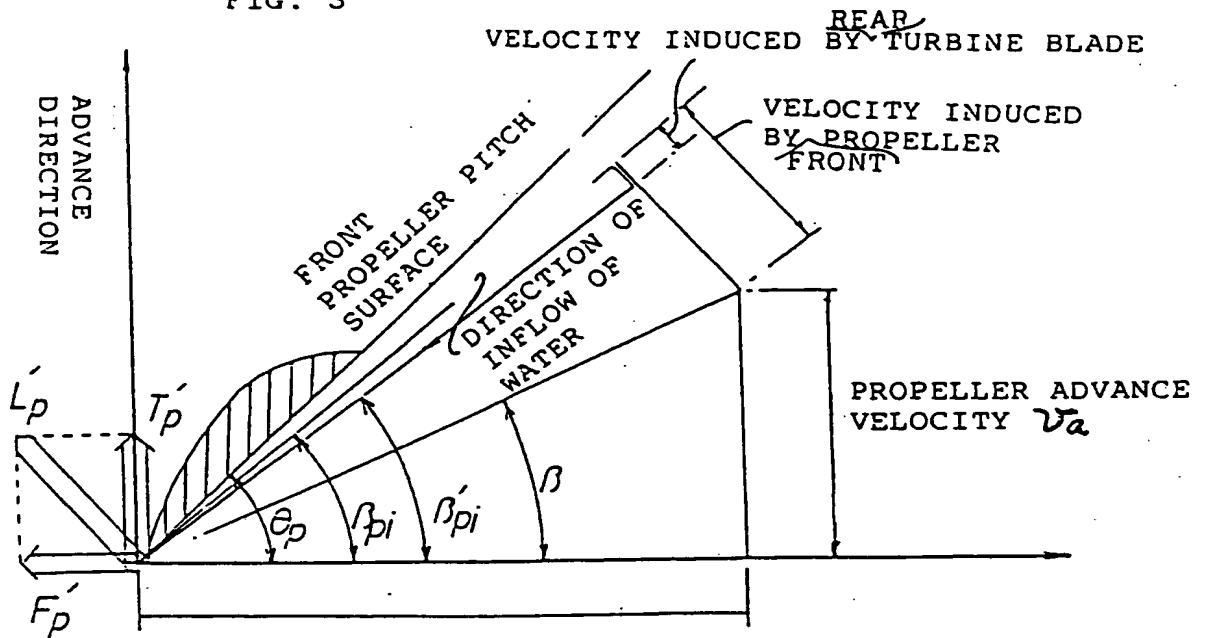 FIG. 3
REAR
VELOCITY INDUCED BY TURBINE BLADE
VELOCITY INDUCED
BY PROPELLER
FRONT
ADVANCE
DIRECTION
FRONT
PROPELLER PITCH
SURFACE
DIRECTION OF
INFLOW OF
WATER
PROPELLER ADVANCE
VELOCITY Va
L'p
T'p
F'p
θp
βpi
β'pi
β